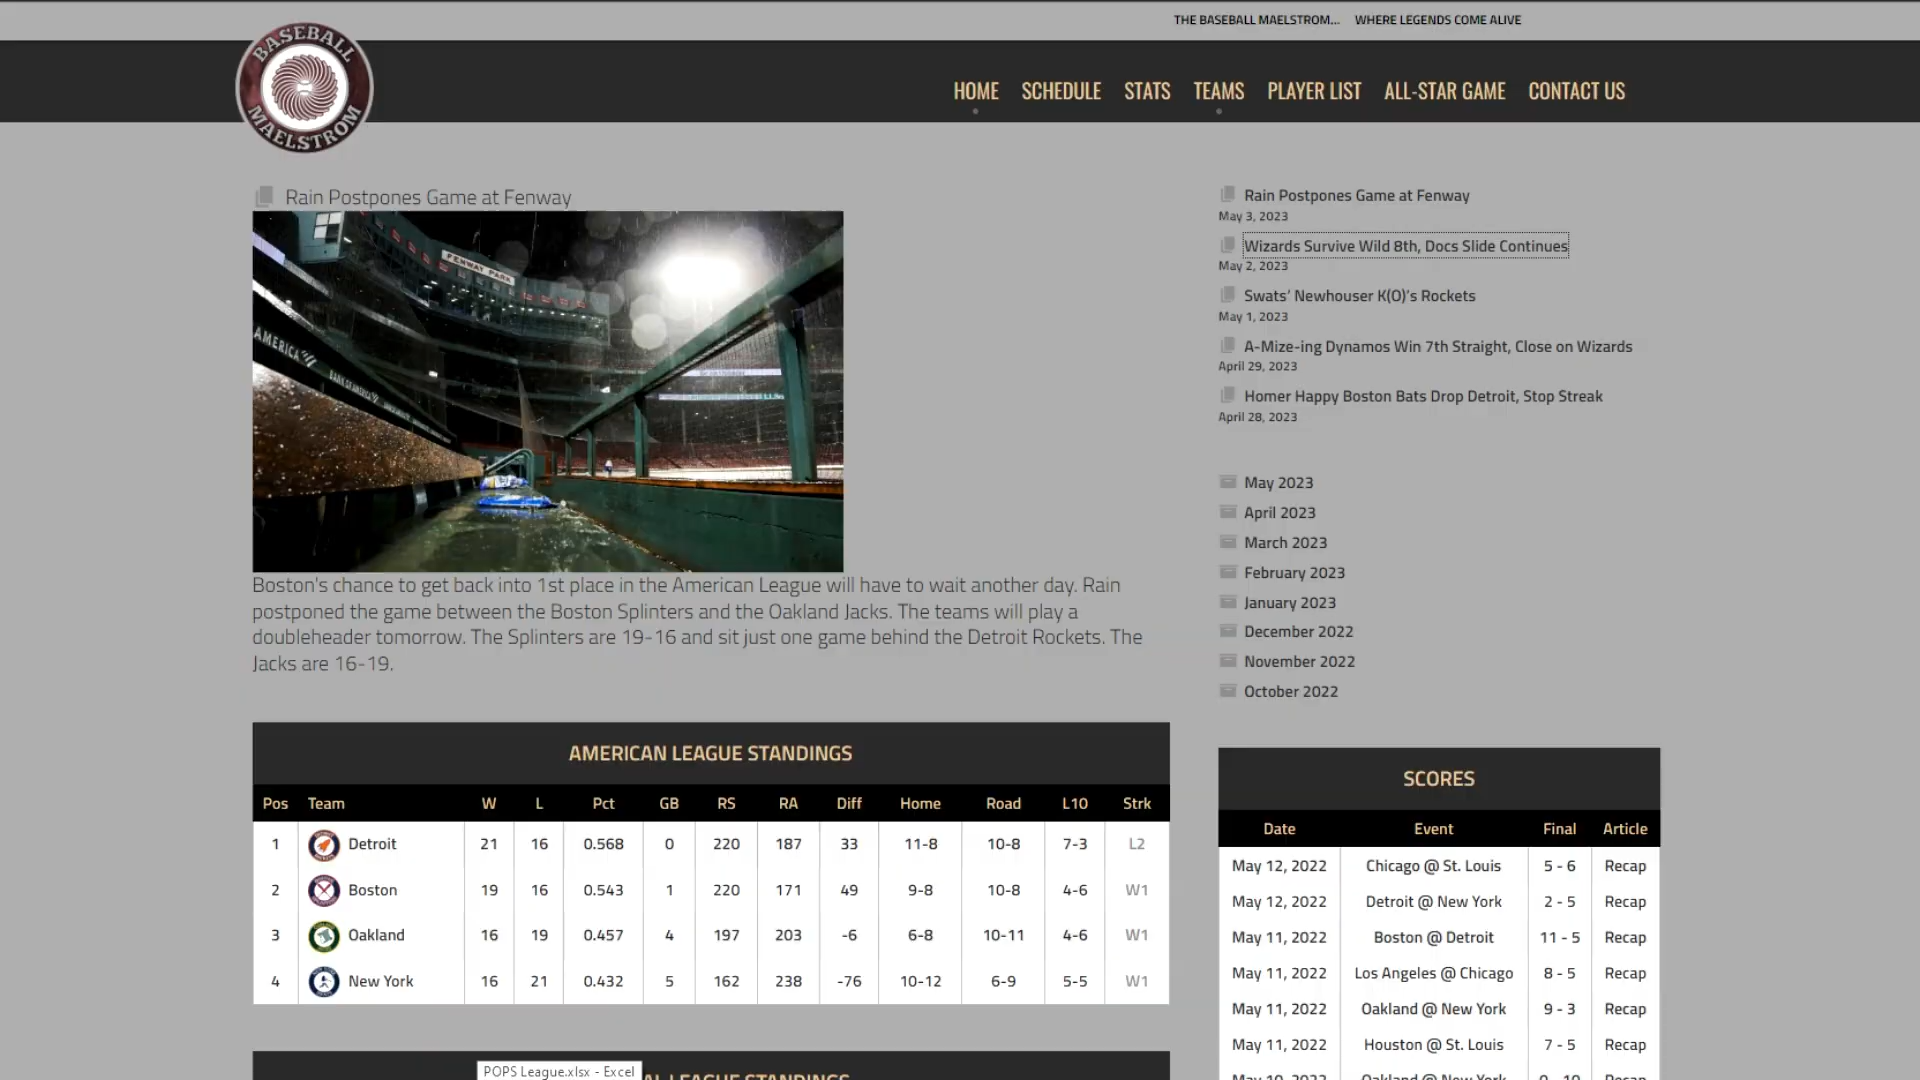 THE BASEBALL MAELSTROM... WHERE LEGENDS COME ALIVE
BASEBALL
MAELSTROM
HOME SCHEDULE STATS TEAMS PLAYER LIST ALL-STAR GAME CONTACT US
Rain Postpones Game at Fenway
FENWAY PARK
AMERICA
BANK OF AMERICA
Boston's chance to get back into 1st place in the American League will have to wait another day. Rain
postponed the game between the Boston Splinters and the Oakland Jacks. The teams will play a
doubleheader tomorrow. The Splinters are 19-16 and sit just one game behind the Detroit Rockets. The
Jacks are 16-19.
AMERICAN LEAGUE STANDINGS
Pos Team W L Pct GB RS RA Diff Home Road L10 Strk
1 Detroit 21 16 0.568 0 220 187 33 11-8 10-8 7-3 L2
2 Boston 19 16 0.543 1 220 171 49 9-8 10-8 4-6 W1
3 Oakland 16 19 0.457 4 197 203 -6 6-8 10-11 4-6 W1
4 New York 16 21 0.432 5 162 238 -76 10-12 6-9 5-5 W1
POPS League.xlsx - Excel
LEAGUE STANDINGS
Rain Postpones Game at Fenway
May 3, 2023
Wizards Survive Wild 8th, Docs Slide Continues
May 2, 2023
Swats' Newhouser K(O)'s Rockets
May 1, 2023
A-Mize-ing Dynamos Win 7th Straight, Close on Wizards
April 29, 2023
Homer Happy Boston Bats Drop Detroit, Stop Streak
April 28, 2023
May 2023
April 2023
March 2023
February 2023
January 2023
December 2022
November 2022
October 2022
SCORES
Date Event Final Article
May 12, 2022 Chicago @ St. Louis 5 - 6 Recap
May 12, 2022 Detroit @ New York 2 - 5 Recap
May 11, 2022 Boston @ Detroit 11 - 5 Recap
May 11, 2022 Los Angeles @ Chicago 8 - 5 Recap
May 11, 2022 Oakland @ New York 9 - 3 Recap
May 11, 2022 Houston @ St. Louis 7 - 5 Recap
May 10, 2022 Oakland @ New York Recap